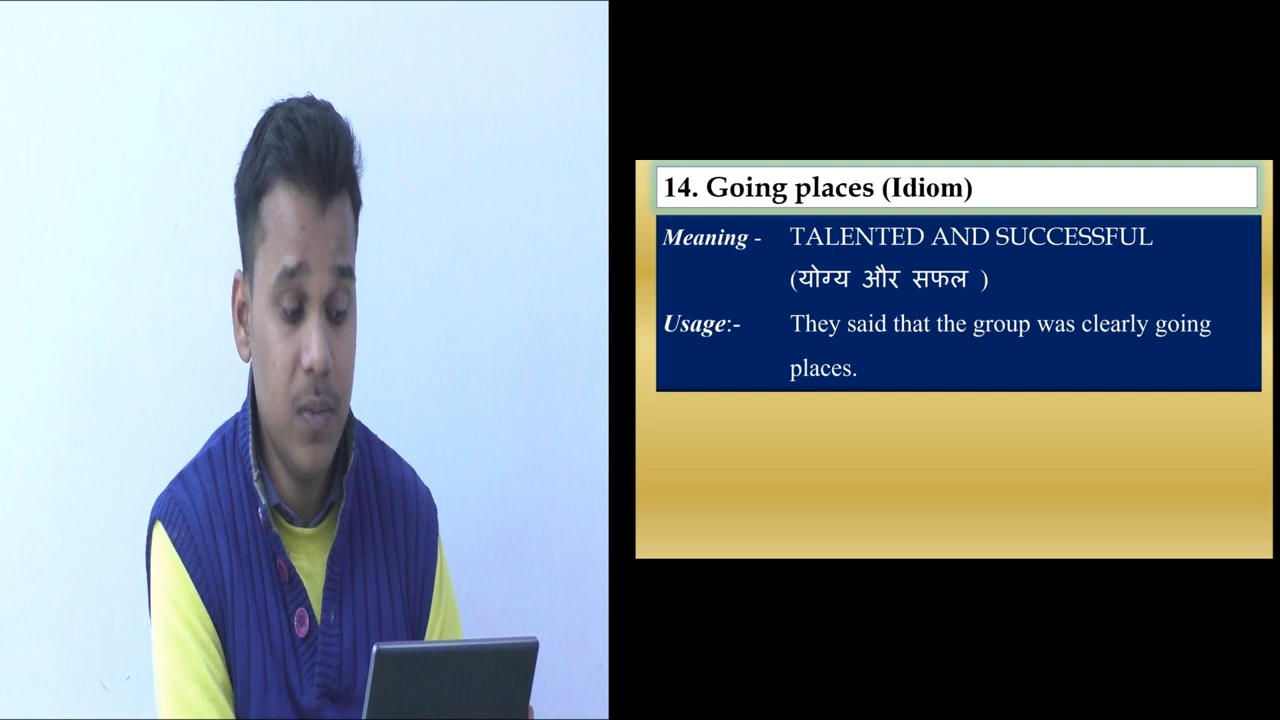 14. Going places (Idiom)
Meaning - TALENTED AND SUCCESSFUL
(योग्य और सफल )
Usage:- They said that the group was clearly going
places.